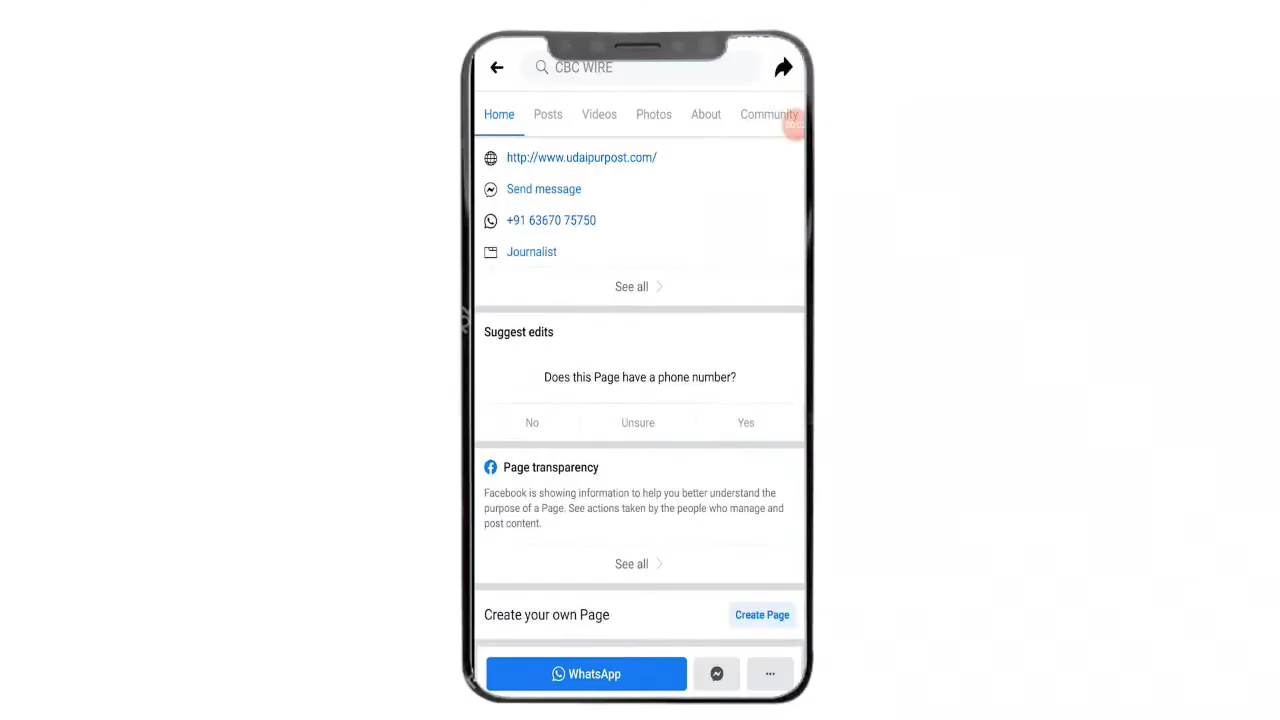 CBC WIRE
Home Posts Videos Photos About Community
http://www.udaipurpost.com/
Send message
+91 63670 75750
Journalist
See all
Suggest edits
Does this Page have a phone number?
No Unsure Yes
Page transparency
Facebook is showing information to help you better understand the
purpose of a Page. See actions taken by the people who manage and
post content.
See all
Create your own Page Create Page
WhatsApp